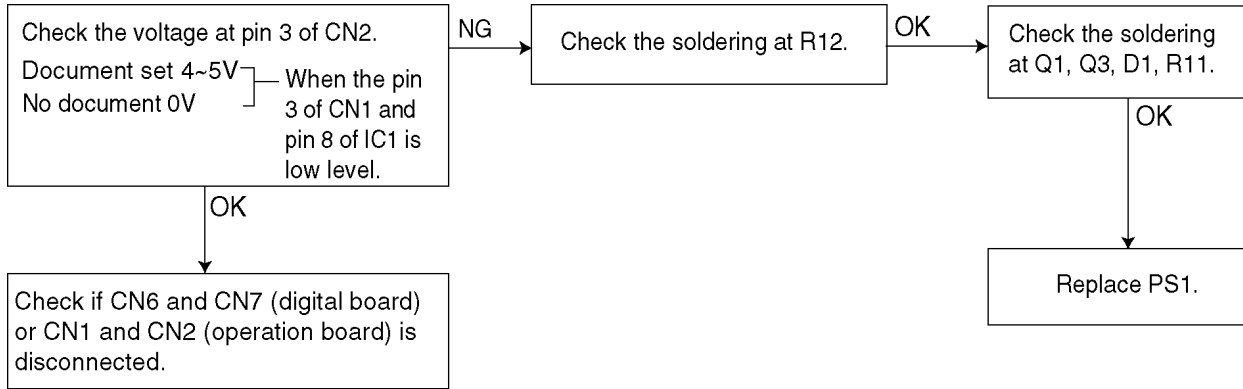 Check the voltage at pin 3 of CN2.
Document set 4~5V
No document 0V
When the pin
3 of CN1 and
pin 8 of IC1 is
low level.
NG
Check the soldering at R12.
OK
Check the soldering
at Q1, Q3, D1, R11.
OK
Replace PS1.
OK
Check if CN6 and CN7 (digital board)
or CN1 and CN2 (operation board) is
disconnected.